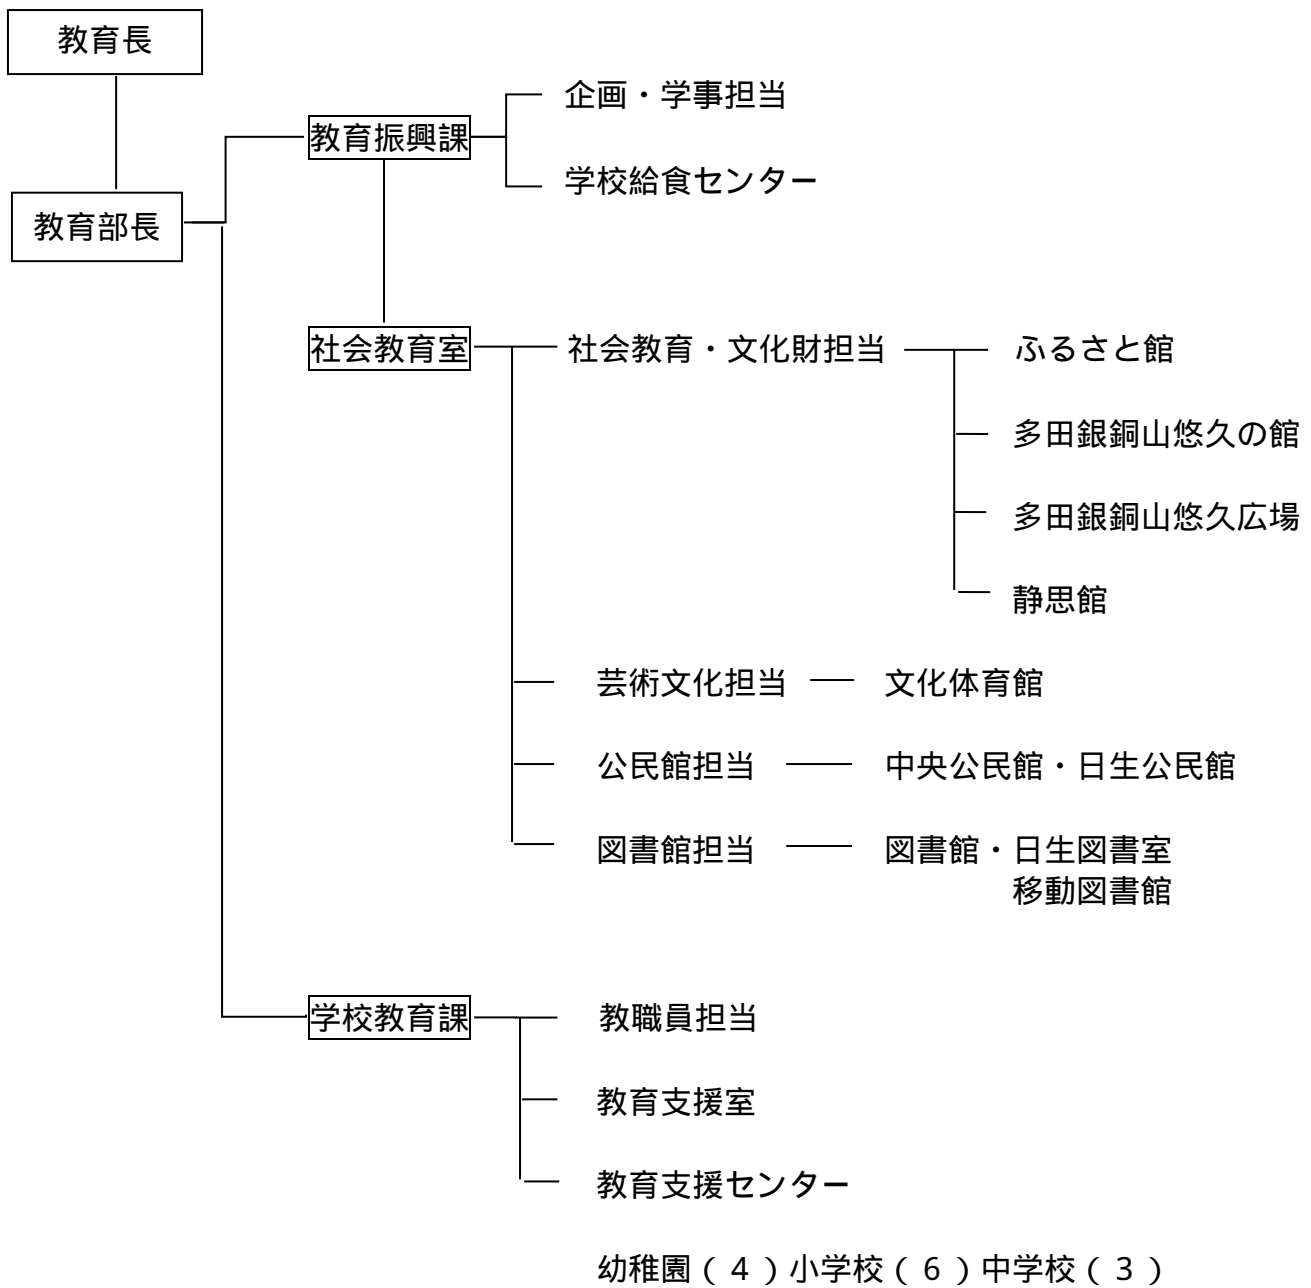 教育長
企画・学事担当
教育振興課
学校給食センター
教育部長
社会教育室 社会教育・文化財担当 ふるさと館
多田銀銅山悠久の館
多田銀銅山悠久広場
静思館
芸術文化担当 文化体育館
公民館担当 中央公民館・日生公民館
図書館担当 図書館・日生図書室
移動図書館
学校教育課 教職員担当
教育支援室
教育支援センター
幼稚園(4)小学校(6)中学校(3)